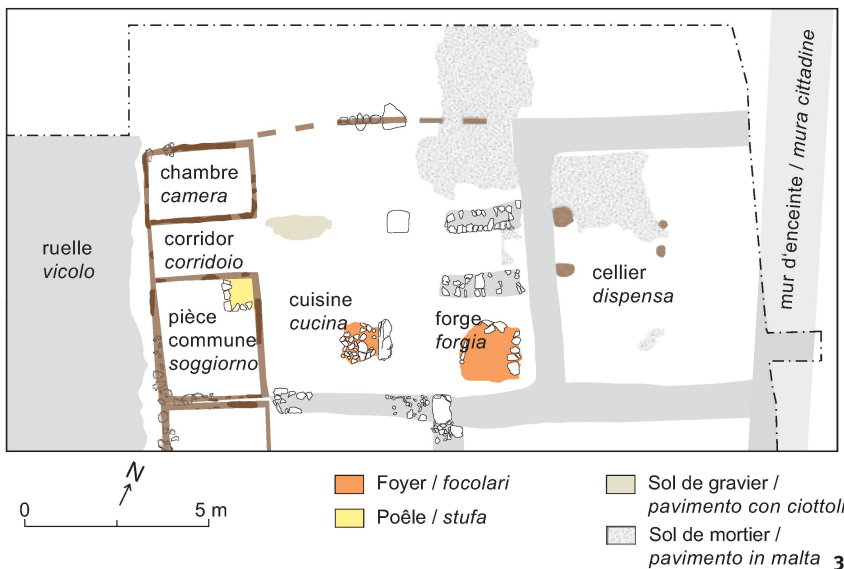 chambre
camera
corridor
corridoio
ruelle
vicolo
pièce
commune
soggiorno
cuisine
cucina
forge
forgia
cellier
dispensa
mur d'enceinte / mura cittadine
N
0 5 m
Foyer / focolari
Poêle / stufa
Sol de gravier /
pavimento con ciottoli
Sol de mortier /
pavimento in malta
3